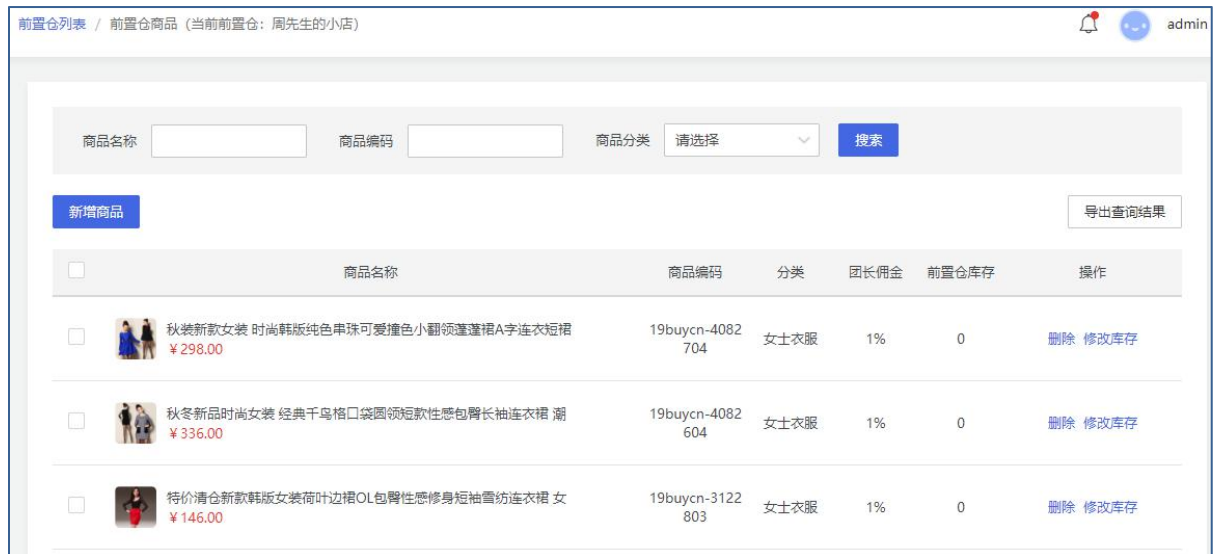 前置仓列表 / 前置仓商品 (当前前置仓: 周先生的小店) admin
商品名称 商品编码 商品分类 请选择 搜索
新增商品 导出查询结果
商品名称 商品编码 分类 团长佣金 前置仓库存 操作
秋装新款女装 时尚韩版纯色串珠可爱撞色小翻领蓬蓬裙A字连衣短裙
¥298.00
19buycn-4082
704
女士衣服 1% 0 删除 修改库存
秋冬新品时尚女装 经典千鸟格口袋圆领短款性感包臀长袖连衣裙 潮
¥336.00
19buycn-4082
604
女士衣服 1% 0 删除 修改库存
特价清仓新款韩版女装荷叶边裙OL包臀性感修身短袖雪纺连衣裙 女
¥146.00
19buycn-3122
803
女士衣服 1% 0 删除 修改库存